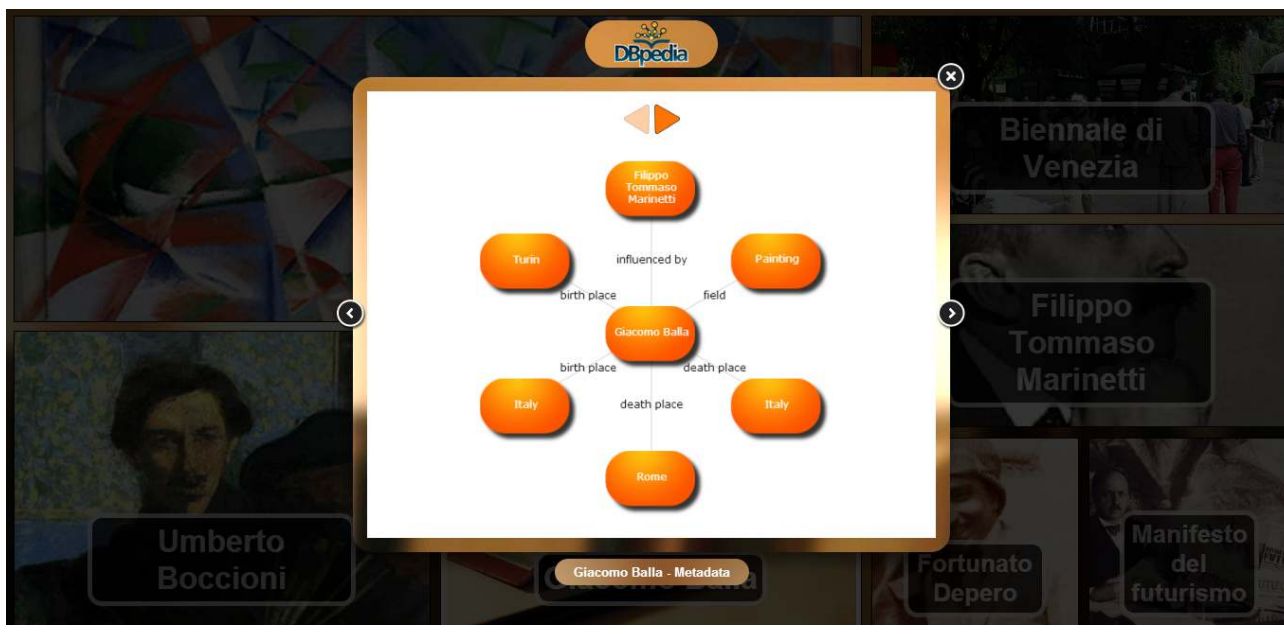 DBpedia
Biennale di
Venezia
Filippo
Tommaso
Marinetti
Turin
influenced by
Painting
birth place
field
Giacomo Balla
Filippo
Tommaso
Marinetti
birth place
death place
Italy
death place
Italy
Rome
Umberto
Boccioni
Giacomo Balla - Metadata
Giacomo Balla
Fortunato
Depero
Manifesto
del
futurismo